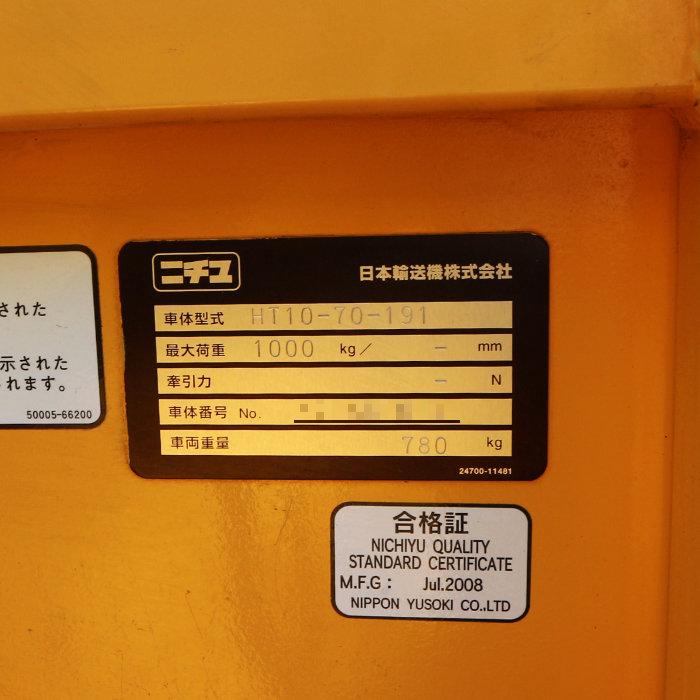 された
示された
れます。
50005-66200
ニチユ
日本輸送機株式会社
車体型式 HT10-70-191
最大荷重 1000 kg/ - mm
牽引力 - N
車体番号 No.
車両重量 780 kg
24700-11481
合格証
NICHIYU QUALITY
STANDARD CERTIFICATE
M.F.G: Jul.2008
NIPPON YUSOKI CO.,LTD